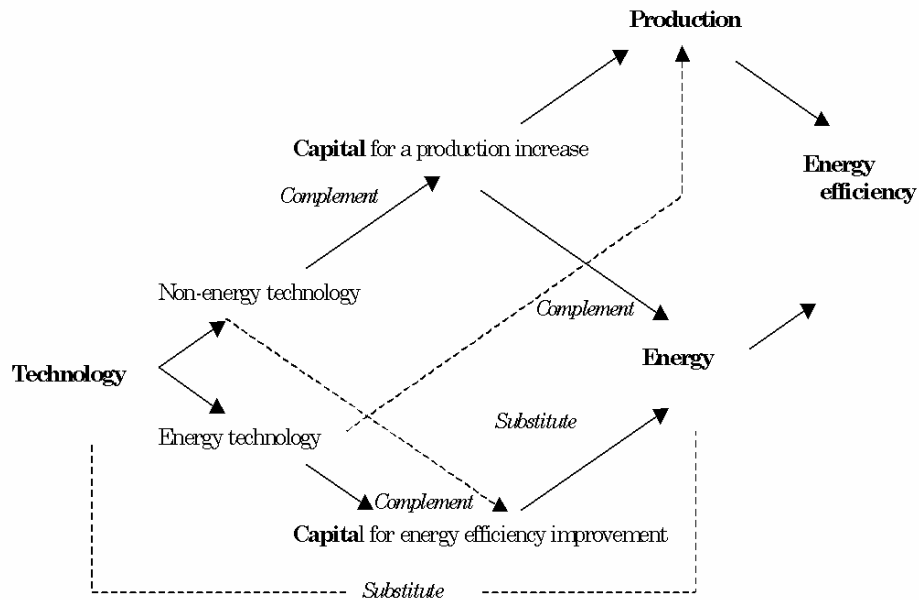 Production
Capital for a production increase
Energy
efficiency
Complement
Non-energy technology
Complement
Energy
Technology
Substitute
Energy technology
Complement
Capital for energy efficiency improvement
Substitute